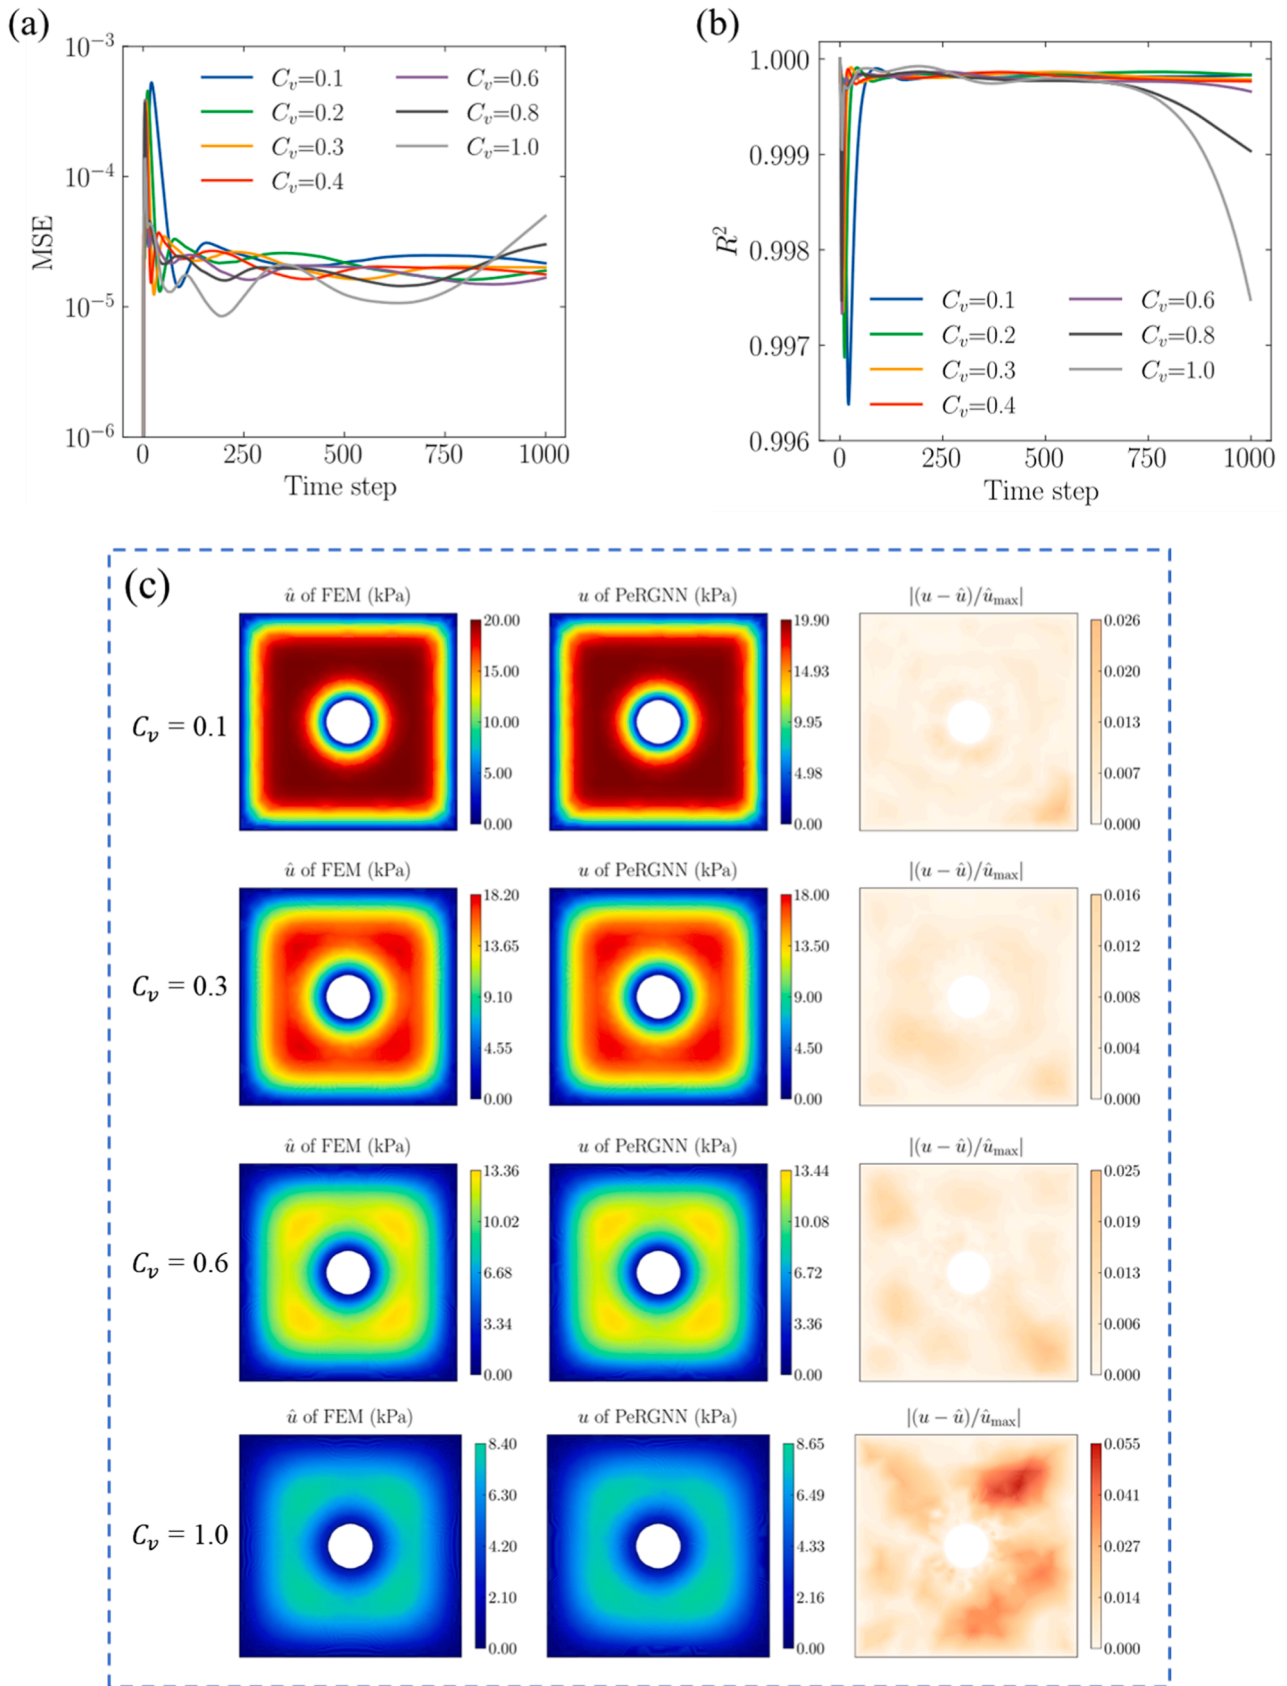 (a)
10⁻³
10⁻⁴
10⁻⁵
10⁻⁶
MSE
C_v=0.1
C_v=0.2
C_v=0.3
C_v=0.4
C_v=0.6
C_v=0.8
C_v=1.0
0 250 500 750 1000
Time step
(b)
1.000
0.999
0.998
0.997
0.996
R²
C_v=0.1
C_v=0.2
C_v=0.3
C_v=0.4
C_v=0.6
C_v=0.8
C_v=1.0
0 250 500 750 1000
Time step
(c)
C_v = 0.1
û of FEM (kPa)
20.00
15.00
10.00
5.00
0.00
u of PeRGNN (kPa)
19.90
14.93
9.95
4.98
0.00
|(u − û)/û_max|
0.026
0.020
0.013
0.007
0.000
C_v = 0.3
û of FEM (kPa)
18.20
13.65
9.10
4.55
0.00
u of PeRGNN (kPa)
18.00
13.50
9.00
4.50
0.00
|(u − û)/û_max|
0.016
0.012
0.008
0.004
0.000
C_v = 0.6
û of FEM (kPa)
13.36
10.02
6.68
3.34
0.00
u of PeRGNN (kPa)
13.44
10.08
6.72
3.36
0.00
|(u − û)/û_max|
0.025
0.019
0.013
0.006
0.000
C_v = 1.0
û of FEM (kPa)
8.40
6.30
4.20
2.10
0.00
u of PeRGNN (kPa)
8.65
6.49
4.33
2.16
0.00
|(u − û)/û_max|
0.055
0.041
0.027
0.014
0.000